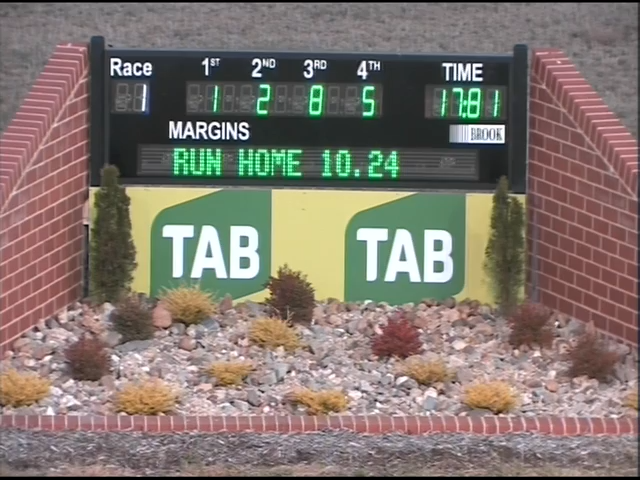 Race 1ST 2ND 3RD 4TH TIME
1 1 2 8 5 17:81
MARGINS BROOK
RUN HOME 10.24
TAB TAB